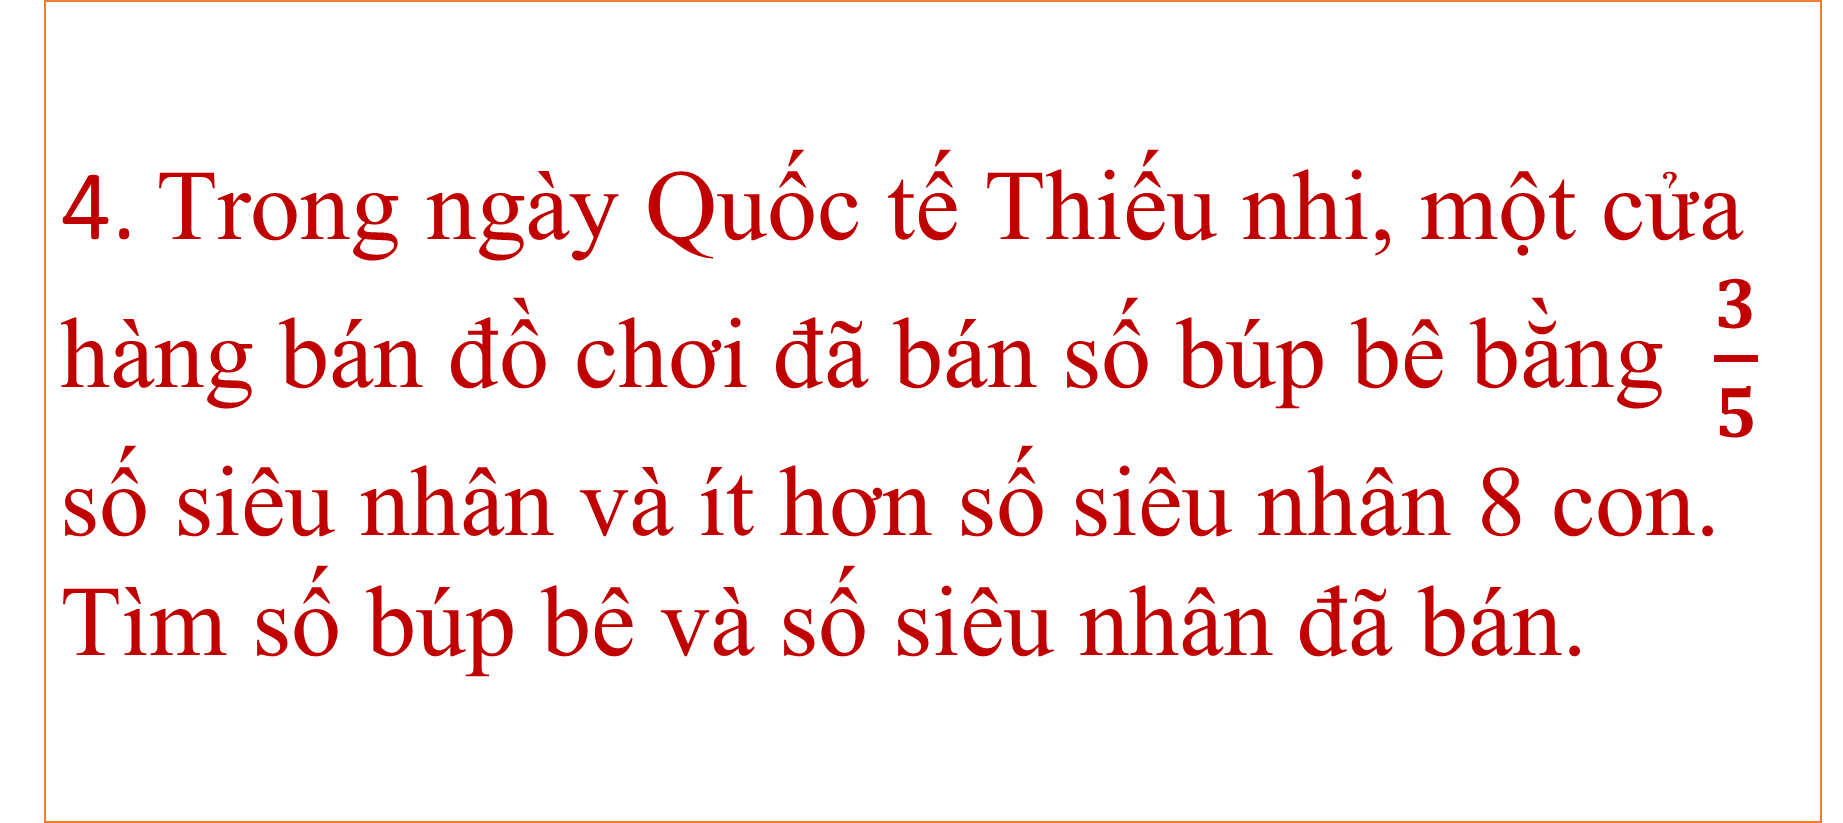 4. Trong ngày Quốc tế Thiếu nhi, một cửa
hàng bán đồ chơi đã bán số búp bê bằng 3/5
số siêu nhân và ít hơn số siêu nhân 8 con.
Tìm số búp bê và số siêu nhân đã bán.